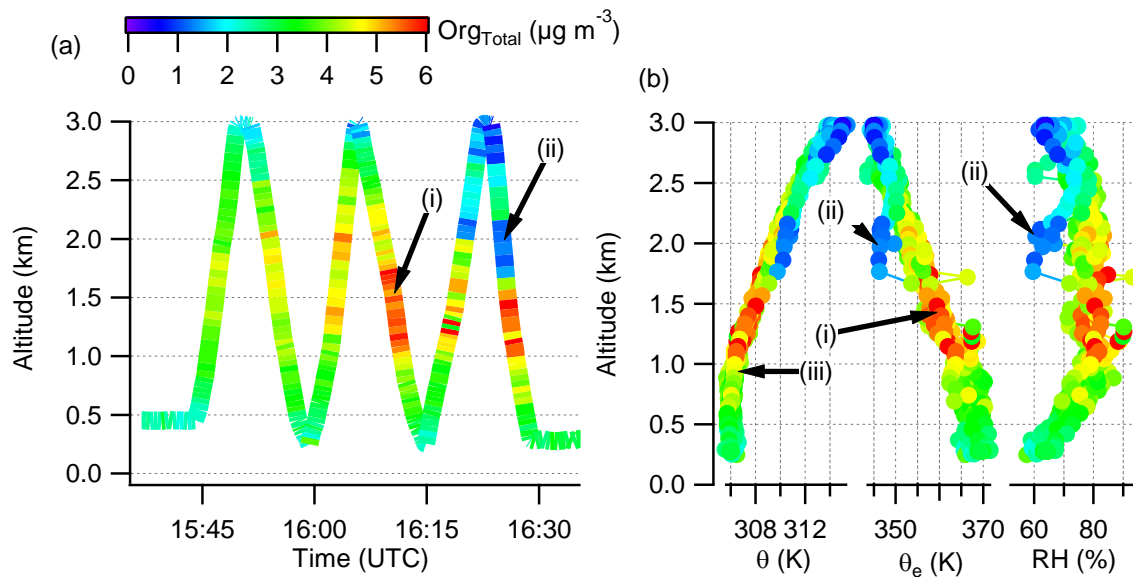 (a)
Org_Total (µg m^-3)
0 1 2 3 4 5 6
(b)
Altitude (km)
3.0
2.5
2.0
1.5
1.0
0.5
0.0
(i)
(ii)
15:45 16:00 16:15 16:30
Time (UTC)
Altitude (km)
3.0
2.5
2.0
1.5
1.0
0.5
0.0
(ii)
(ii)
(i)
(iii)
308 312
θ (K)
350 370
θ_e (K)
60 80
RH (%)